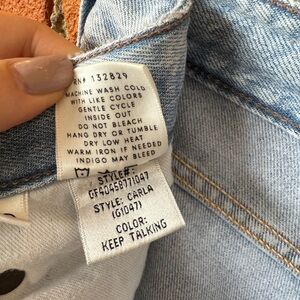 RN# 132829
MACHINE WASH COLD
WITH LIKE COLORS
GENTLE CYCLE
INSIDE OUT
DO NOT BLEACH
HANG DRY OR TUMBLE
DRY LOW HEAT
WARM IRON IF NEEDED
INDIGO MAY BLEED
STYLE#:
GF40458771047
STYLE: CARLA
(G1047)
COLOR:
KEEP TALKING